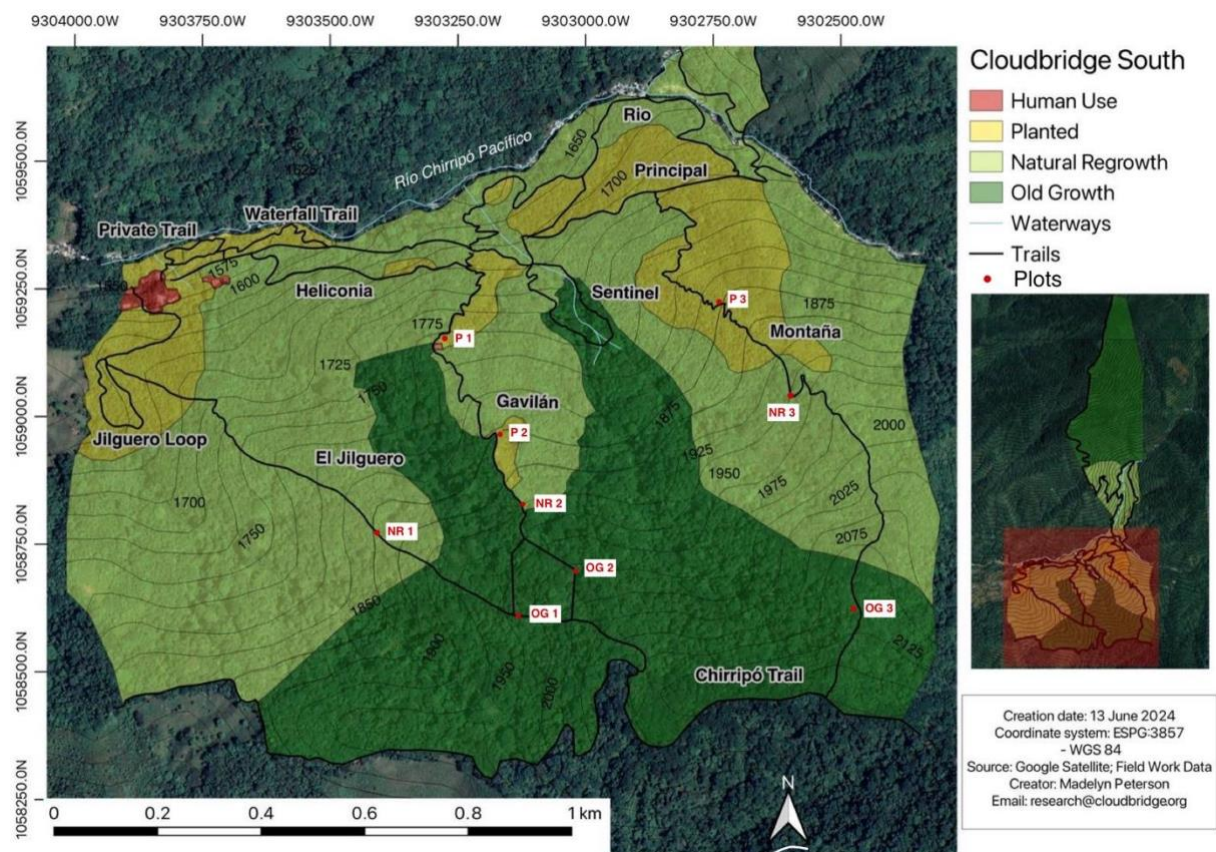 9304000.0W 9303750.0W 9303500.0W 9303250.0W 9303000.0W 9302750.0W 9302500.0W
1059500.0N
1059250.0N
1059000.0N
1058750.0N
1058500.0N
1058250.0N
Rio
1650
Río Chirripó Pacífico
Principal
1700
Waterfall Trail
Private Trail
1575
1600
Heliconia
Sentinel
1875
P 3
Montaña
1775
P 1
1725
1750
NR 3
Gavilán
1875
2000
P 2
Jilguero Loop
El Jilguero
1925
1950
1975
2025
1700
NR 2
1750
NR 1
2075
OG 2
1850
OG 1
OG 3
1900
2125
1950
Chirripó Trail
2000
N
0 0.2 0.4 0.6 0.8 1 km
Cloudbridge South
Human Use
Planted
Natural Regrowth
Old Growth
Waterways
Trails
Plots
Creation date: 13 June 2024
Coordinate system: ESPG:3857
- WGS 84
Source: Google Satellite; Field Work Data
Creator: Madelyn Peterson
Email: research@cloudbridge.org